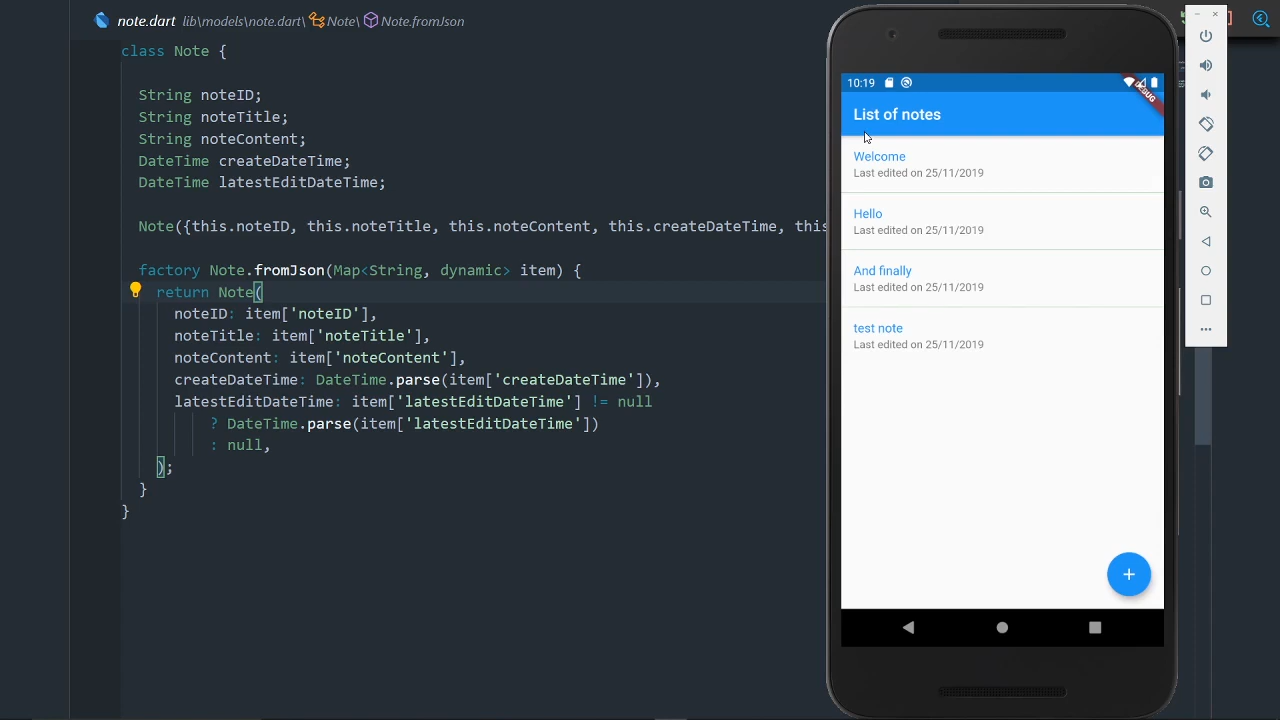 note.dart lib\models\note.dart\ Note\ Note.fromJson
class Note {
String noteID;
String noteTitle;
String noteContent;
DateTime createDateTime;
DateTime latestEditDateTime;
Note({this.noteID, this.noteTitle, this.noteContent, this.createDateTime, this
factory Note.fromJson(Map<String, dynamic> item) {
return Note(
noteID: item['noteID'],
noteTitle: item['noteTitle'],
noteContent: item['noteContent'],
createDateTime: DateTime.parse(item['createDateTime']),
latestEditDateTime: item['latestEditDateTime'] != null
? DateTime.parse(item['latestEditDateTime'])
: null,
);
}
}
10:19
DEBUG
List of notes
Welcome
Last edited on 25/11/2019
Hello
Last edited on 25/11/2019
And finally
Last edited on 25/11/2019
test note
Last edited on 25/11/2019